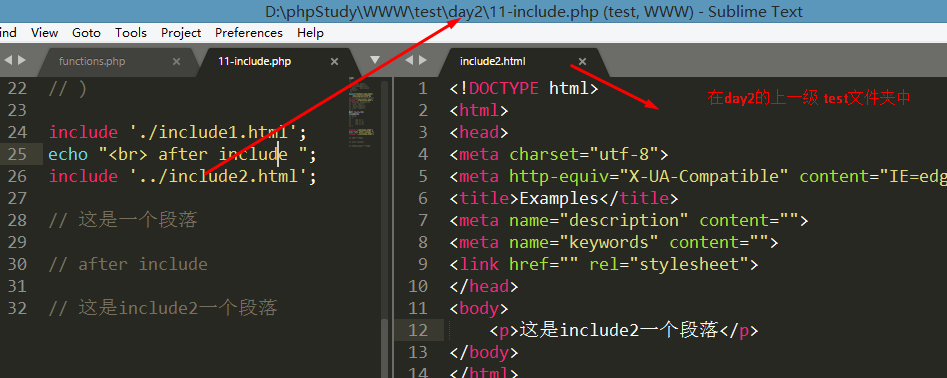 D:\phpStudy\WWW\test\day2\11-include.php (test, WWW) - Sublime Text
ind View Goto Tools Project Preferences Help
functions.php
11-include.php
include2.html
22 // )
23
24 include './include1.html';
25 echo "<br> after include ";
26 include '../include2.html';
27
28 // 这是一个段落
29
30 // after include
31
32 // 这是include2一个段落
1 <!DOCTYPE html>
2 <html>
3 <head>
4 <meta charset="utf-8">
5 <meta http-equiv="X-UA-Compatible" content="IE=edg
6 <title>Examples</title>
7 <meta name="description" content="">
8 <meta name="keywords" content="">
9 <link href="" rel="stylesheet">
10 </head>
11 <body>
12 <p>这是include2一个段落</p>
13 </body>
14 </html>
在day2的上一级 test文件夹中